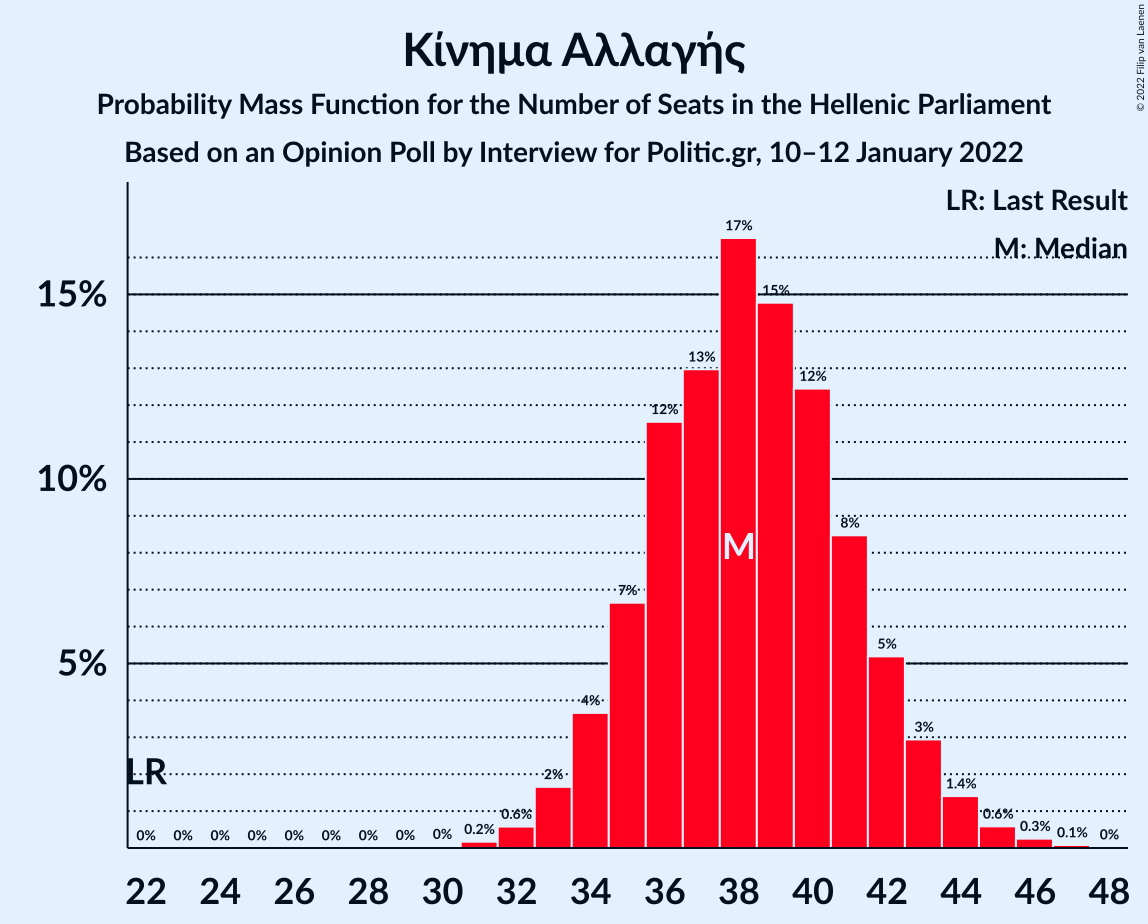 Κίνημα Αλλαγής
Probability Mass Function for the Number of Seats in the Hellenic Parliament
Based on an Opinion Poll by Interview for Politic.gr, 10–12 January 2022
© 2022 Filip van Laenen
LR: Last Result
M: Median
17%
15%
15%
13%
12%
12%
10%
8%
M
7%
5%
5%
4%
3%
LR
2%
1.4%
0% 0% 0% 0% 0% 0% 0% 0% 0% 0.2% 0.6% 0.6% 0.3% 0.1% 0%
22 24 26 28 30 32 34 36 38 40 42 44 46 48